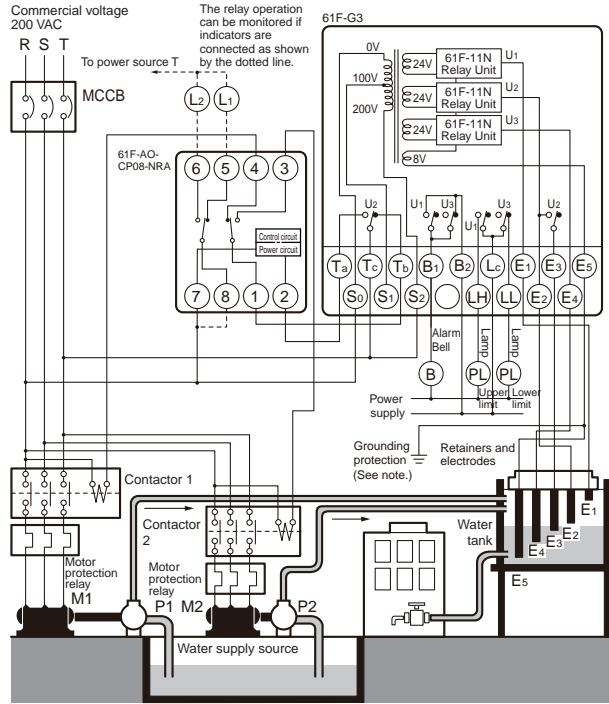 Commercial voltage
200 VAC
R S T
The relay operation
can be monitored if
indicators are
connected as shown
by the dotted line.
To power source T
MCCB
L2 L1
61F-AO-
CP08-NRA
6 5 4 3
Control circuit
Power circuit
7 8 1 2
61F-G3
0V
100V
200V
24V
61F-11N
Relay Unit
U1
24V
61F-11N
Relay Unit
U2
24V
61F-11N
Relay Unit
U3
8V
U2 U1 U3 U1 U3 U2
Ta Tc Tb B1 B2 Lc E1 E3 E5
S0 S1 S2 LH LL E2 E4
Alarm
Bell
Lamp
Lamp
B PL PL
Upper
limit
Lower
limit
Power
supply
Grounding
protection
(See note.)
Retainers and
electrodes
Contactor 1
Contactor
2
Water
tank
E1
E2
E3
E4
E5
Motor
protection
relay
Motor
protection
relay
M1 P1 M2 P2
Water supply source